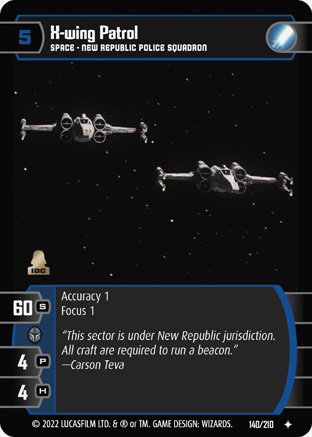 5
X-wing Patrol
SPACE - NEW REPUBLIC POLICE SQUADRON
IDC
60 S
Accuracy 1
Focus 1
“This sector is under New Republic jurisdiction.
All craft are required to run a beacon.”
—Carson Teva
4 P
4 H
© 2022 LUCASFILM LTD. & ® or TM. GAME DESIGN: WIZARDS. 140/210